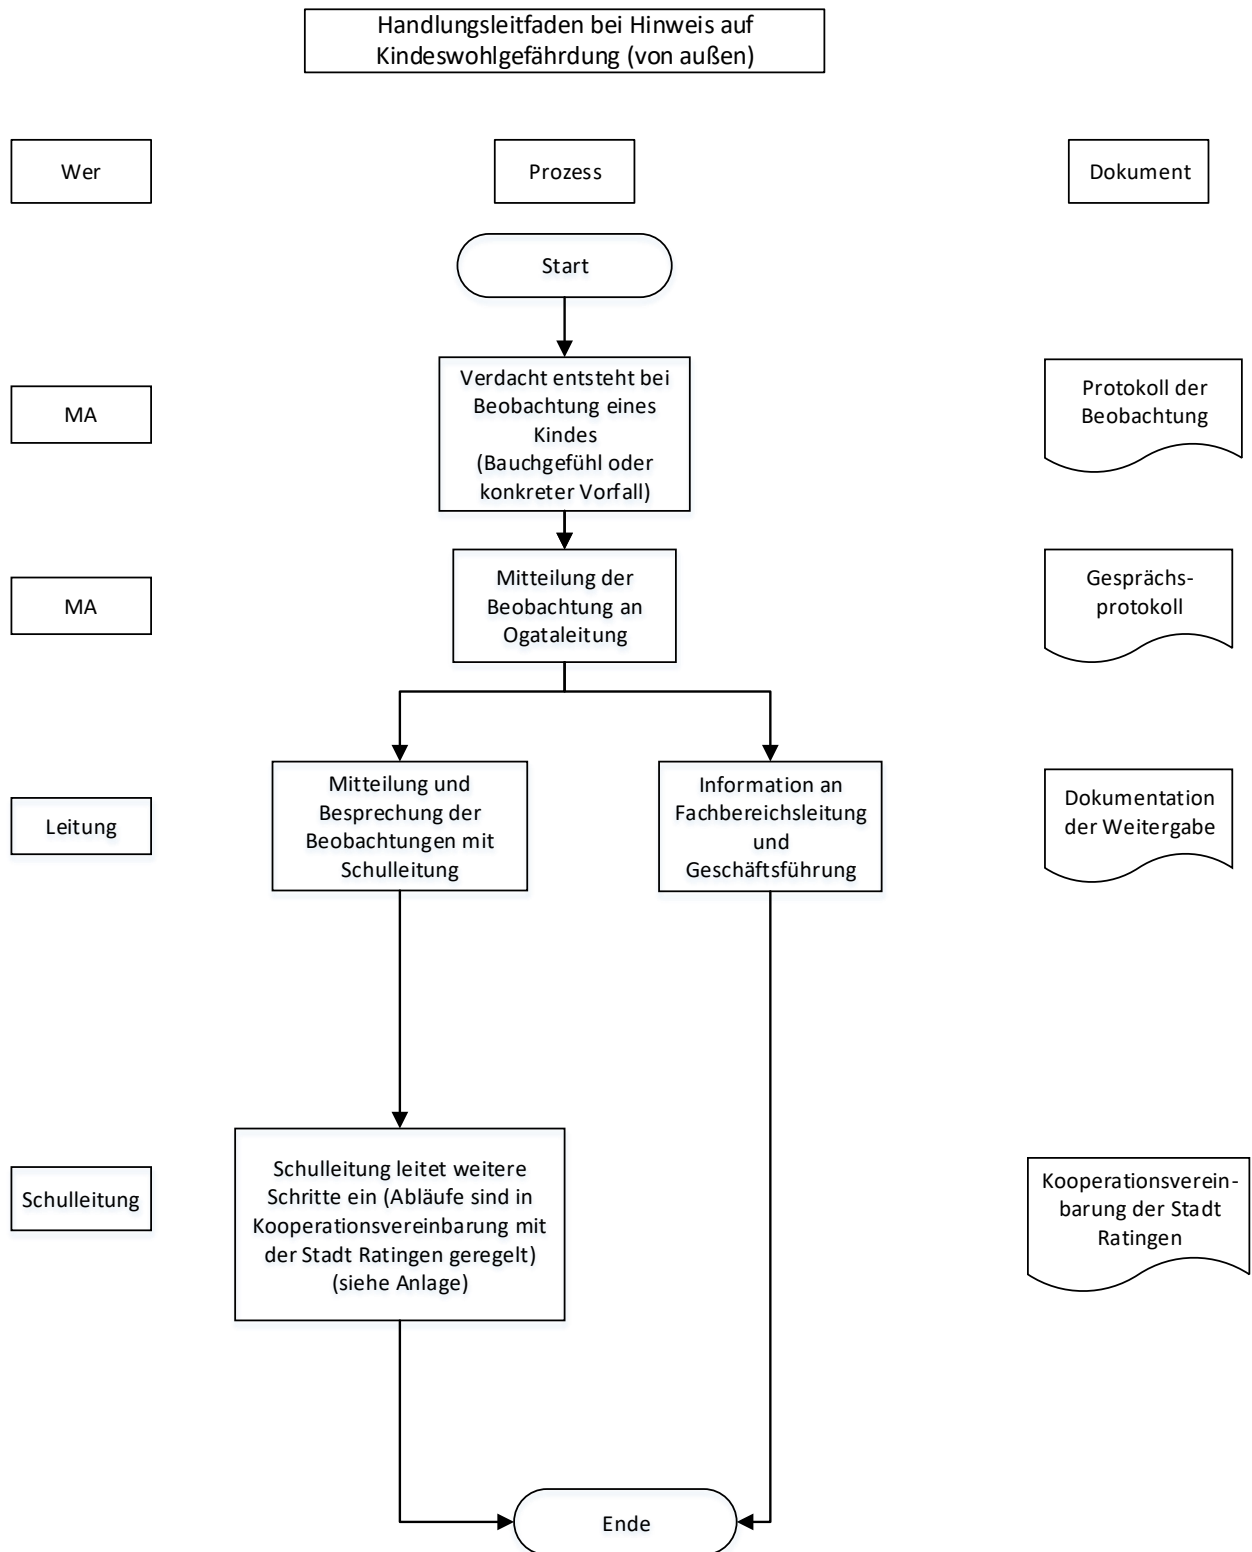 Handlungsleitfaden bei Hinweis auf
Kindeswohlgefährdung (von außen)
Wer
Prozess
Dokument
Start
MA
Verdacht entsteht bei
Beobachtung eines
Kindes
(Bauchgefühl oder
konkreter Vorfall)
Protokoll der
Beobachtung
MA
Mitteilung der
Beobachtung an
Ogataleitung
Gesprächs-
protokoll
Leitung
Mitteilung und
Besprechung der
Beobachtungen mit
Schulleitung
Information an
Fachbereichsleitung
und
Geschäftsführung
Dokumentation
der Weitergabe
Schulleitung
Schulleitung leitet weitere
Schritte ein (Abläufe sind in
Kooperationsvereinbarung mit
der Stadt Ratingen geregelt)
(siehe Anlage)
Kooperationsverein-
barung der Stadt
Ratingen
Ende